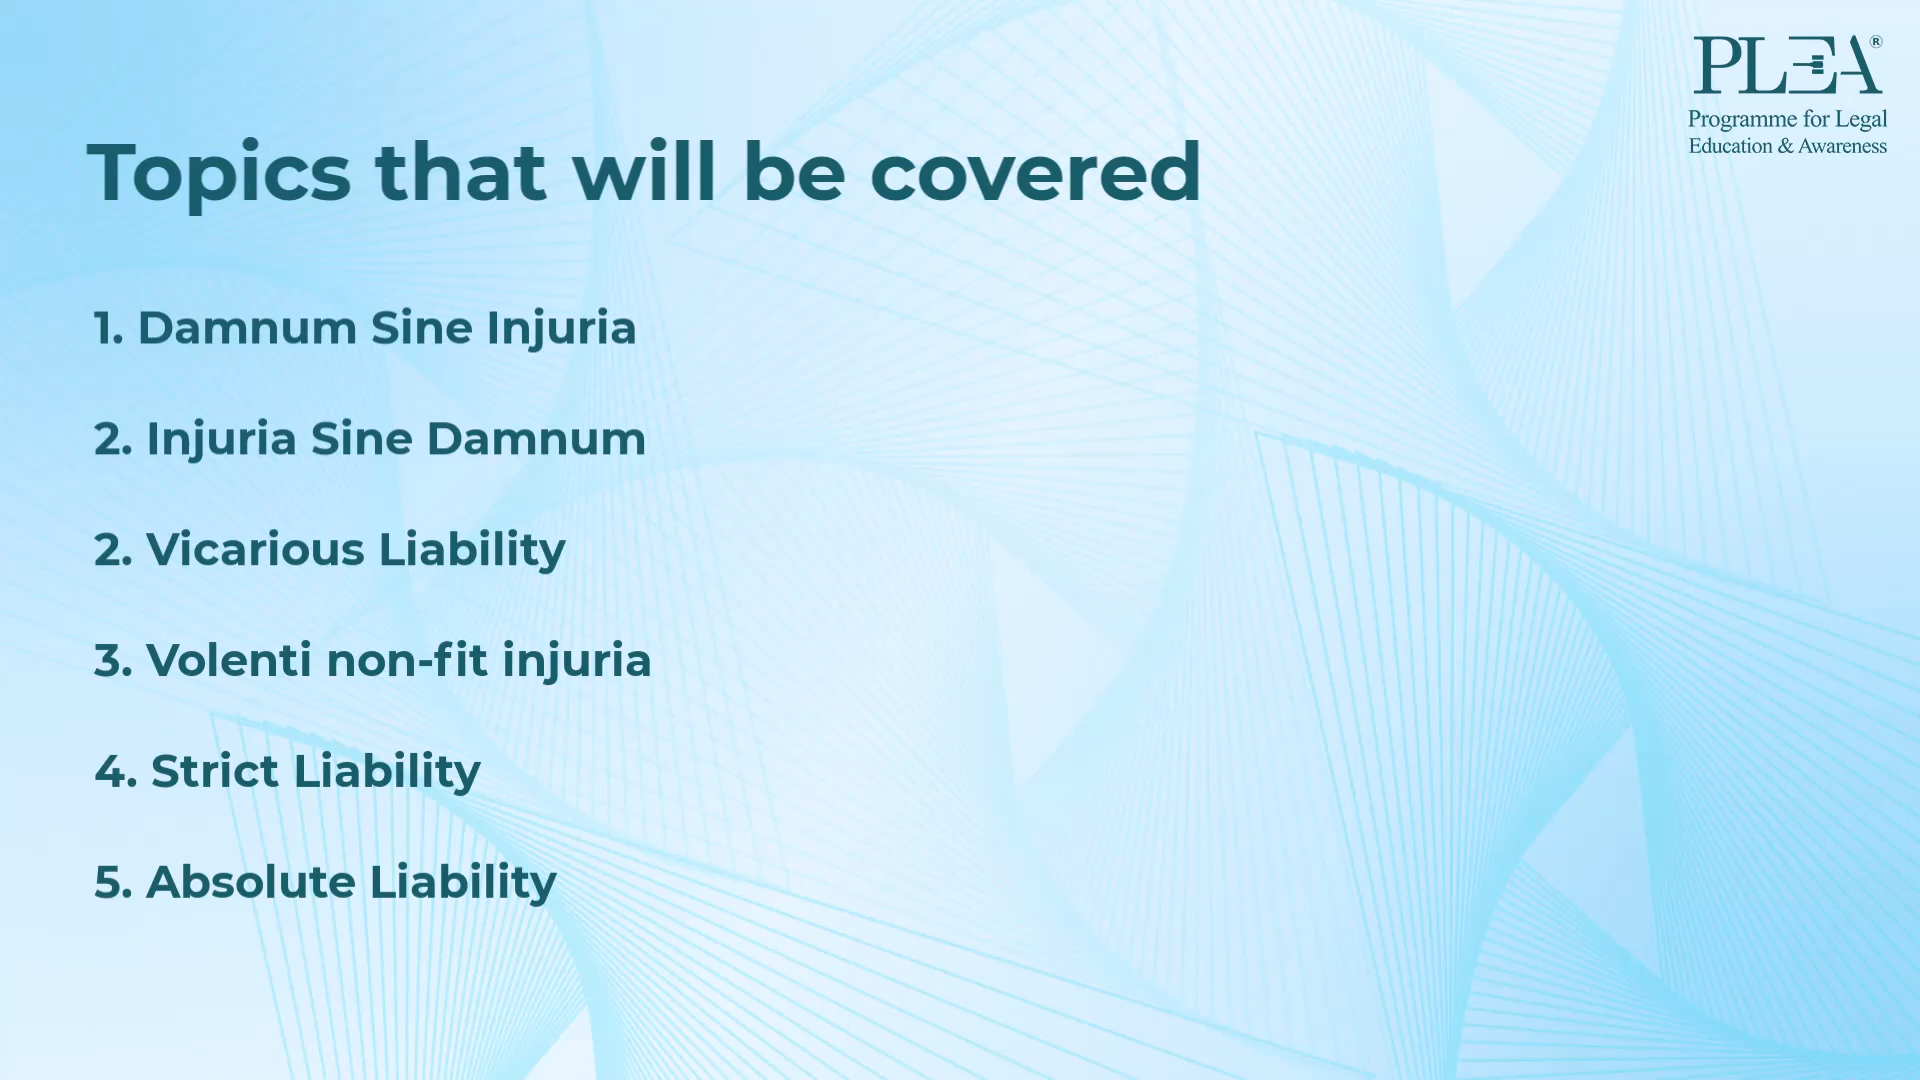 PLEA®
Programme for Legal
Education & Awareness
Topics that will be covered
1. Damnum Sine Injuria
2. Injuria Sine Damnum
2. Vicarious Liability
3. Volenti non-fit injuria
4. Strict Liability
5. Absolute Liability